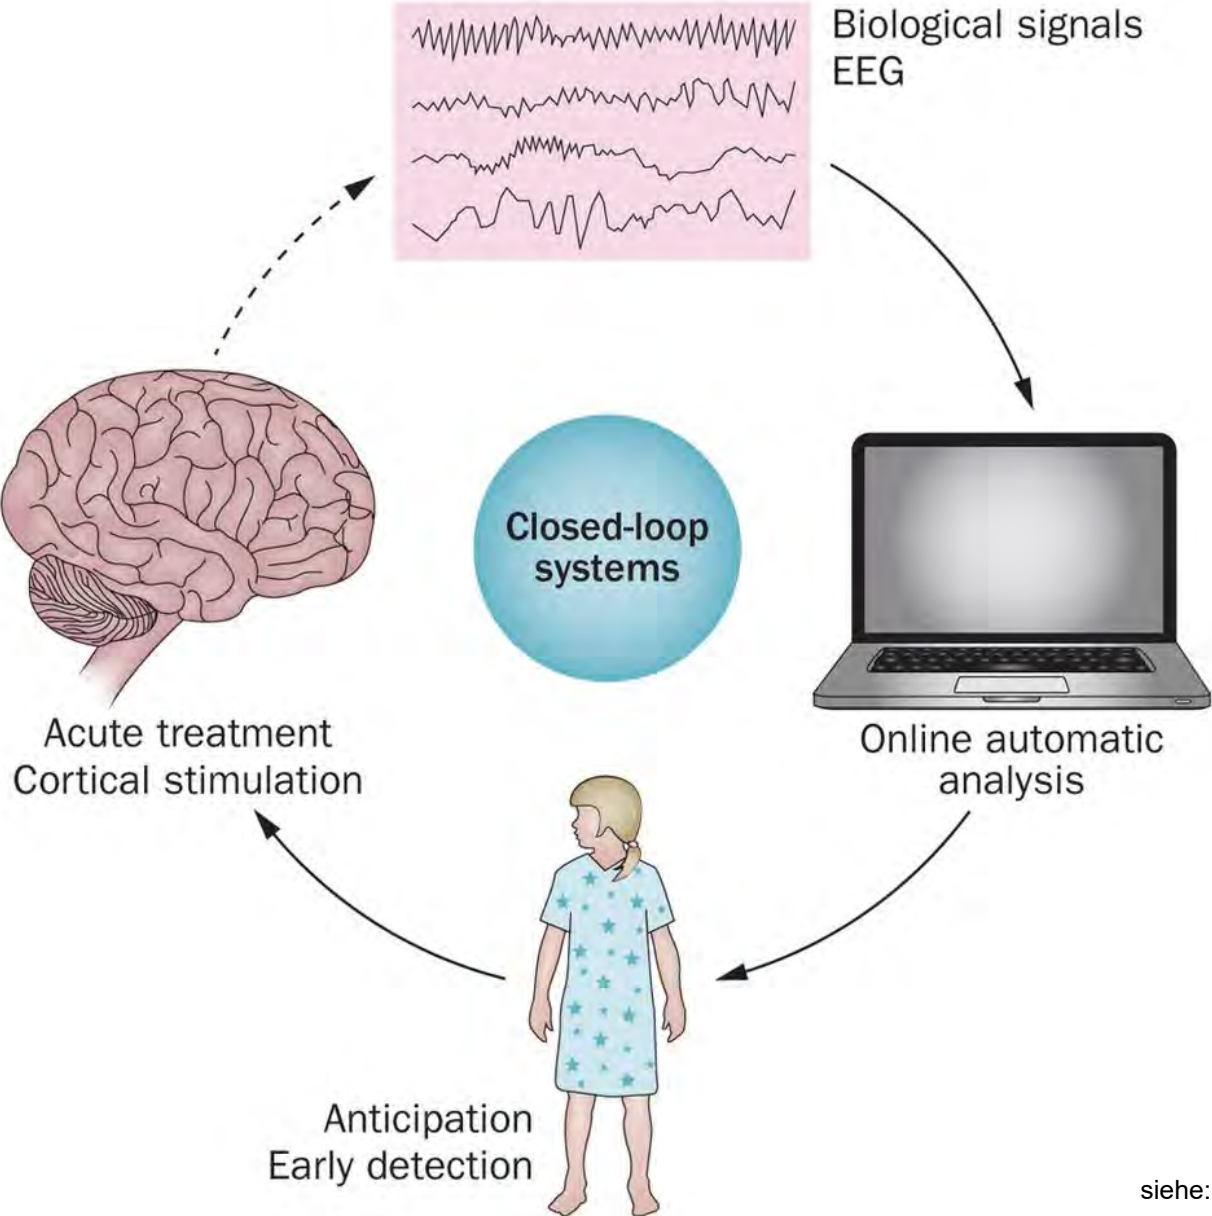 Biological signals
EEG
Closed-loop
systems
Online automatic
analysis
Acute treatment
Cortical stimulation
Anticipation
Early detection
siehe: